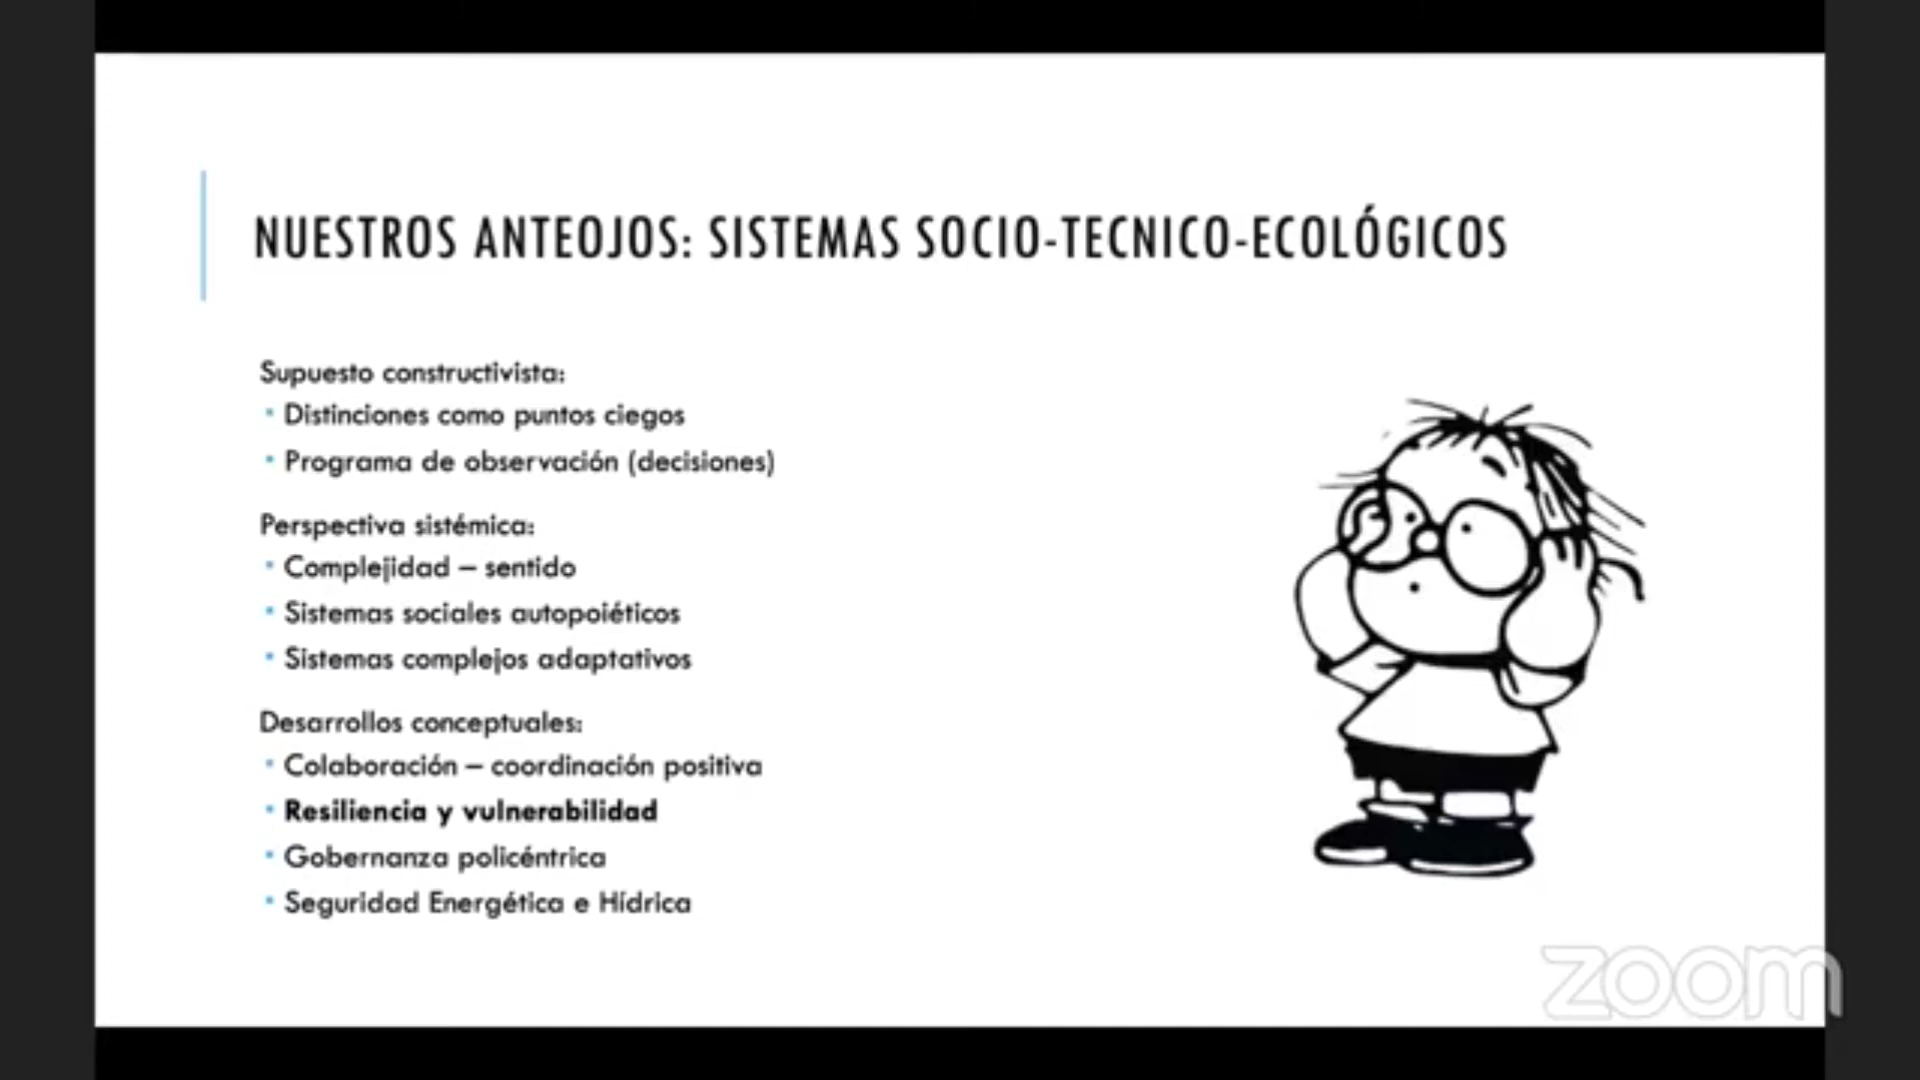 NUESTROS ANTEOJOS: SISTEMAS SOCIO-TECNICO-ECOLÓGICOS
Supuesto constructivista:
Distinciones como puntos ciegos
Programa de observación (decisiones)
Perspectiva sistémica:
Complejidad – sentido
Sistemas sociales autopoiéticos
Sistemas complejos adaptativos
Desarrollos conceptuales:
Colaboración – coordinación positiva
Resiliencia y vulnerabilidad
Gobernanza policéntrica
Seguridad Energética e Hídrica
zoom